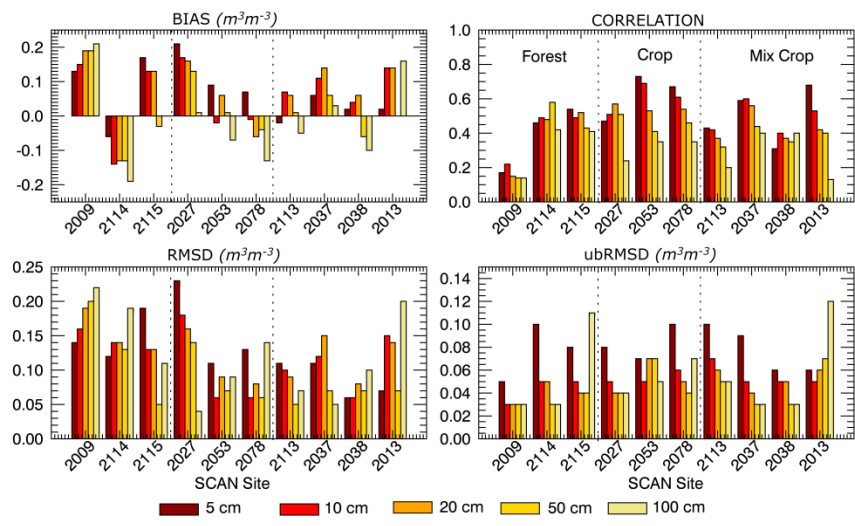 BIAS (m³m⁻³)
0.2
0.1
0.0
-0.1
-0.2
2009 2114 2115 2027 2053 2078 2113 2037 2038 2013
CORRELATION
Forest Crop Mix Crop
1.0
0.8
0.6
0.4
0.2
0.0
2009 2114 2115 2027 2053 2078 2113 2037 2038 2013
RMSD (m³m⁻³)
0.25
0.20
0.15
0.10
0.05
0.00
2009 2114 2115 2027 2053 2078 2113 2037 2038 2013
SCAN Site
ubRMSD (m³m⁻³)
0.14
0.12
0.10
0.08
0.06
0.04
0.02
0.00
2009 2114 2115 2027 2053 2078 2113 2037 2038 2013
SCAN Site
5 cm 10 cm 20 cm 50 cm 100 cm